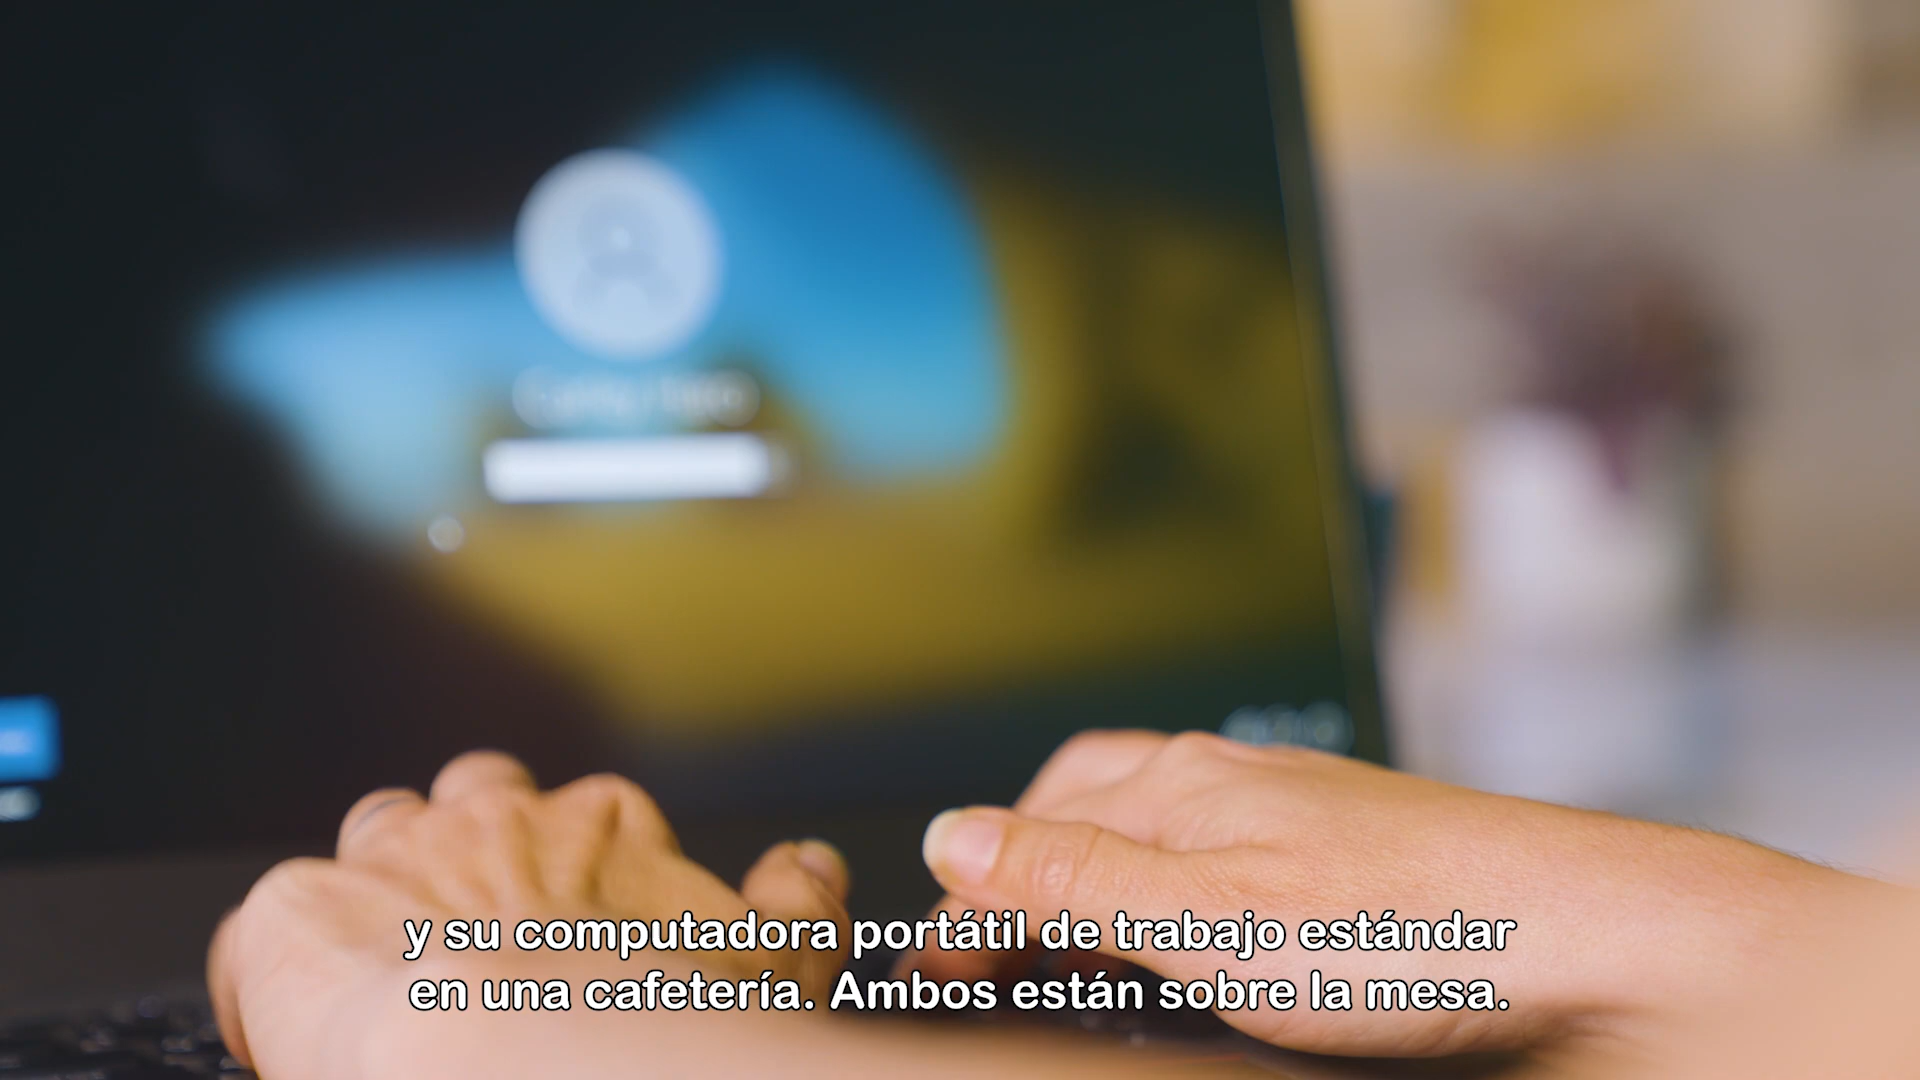 y su computadora portátil de trabajo estándar
en una cafetería. Ambos están sobre la mesa.